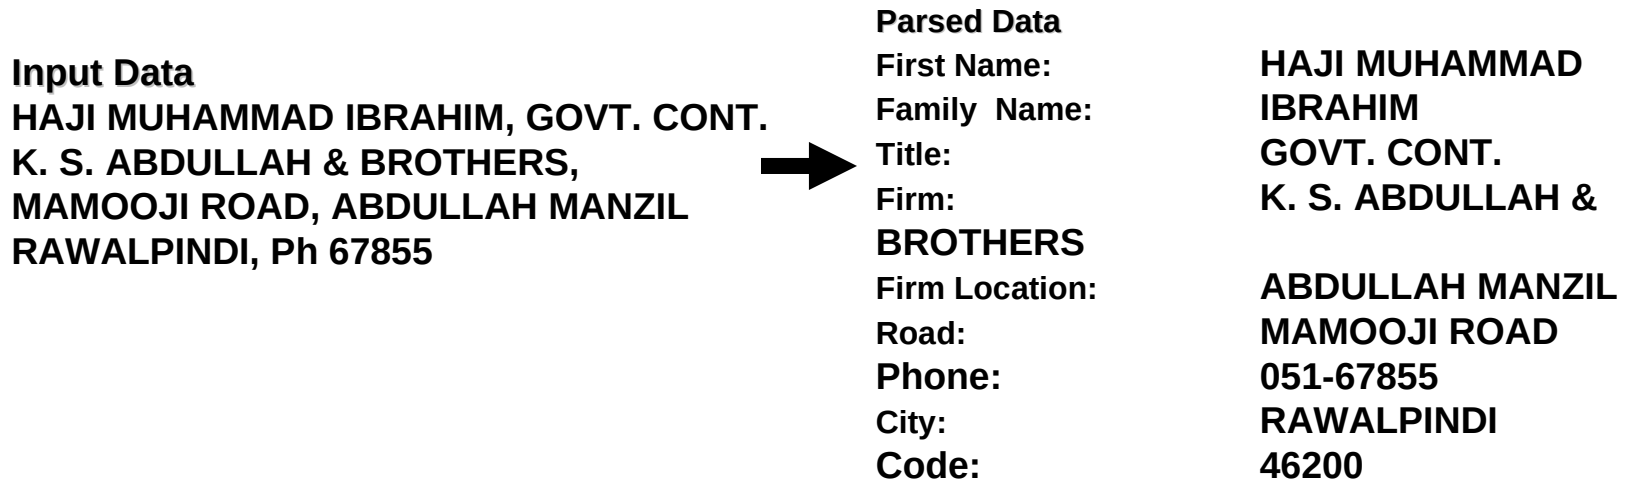 Input Data
HAJI MUHAMMAD IBRAHIM, GOVT. CONT.
K. S. ABDULLAH & BROTHERS,
MAMOOJI ROAD, ABDULLAH MANZIL
RAWALPINDI, Ph 67855
Parsed Data
First Name: HAJI MUHAMMAD
Family Name: IBRAHIM
Title: GOVT. CONT.
Firm: K. S. ABDULLAH &
BROTHERS
Firm Location: ABDULLAH MANZIL
Road: MAMOOJI ROAD
Phone: 051-67855
City: RAWALPINDI
Code: 46200